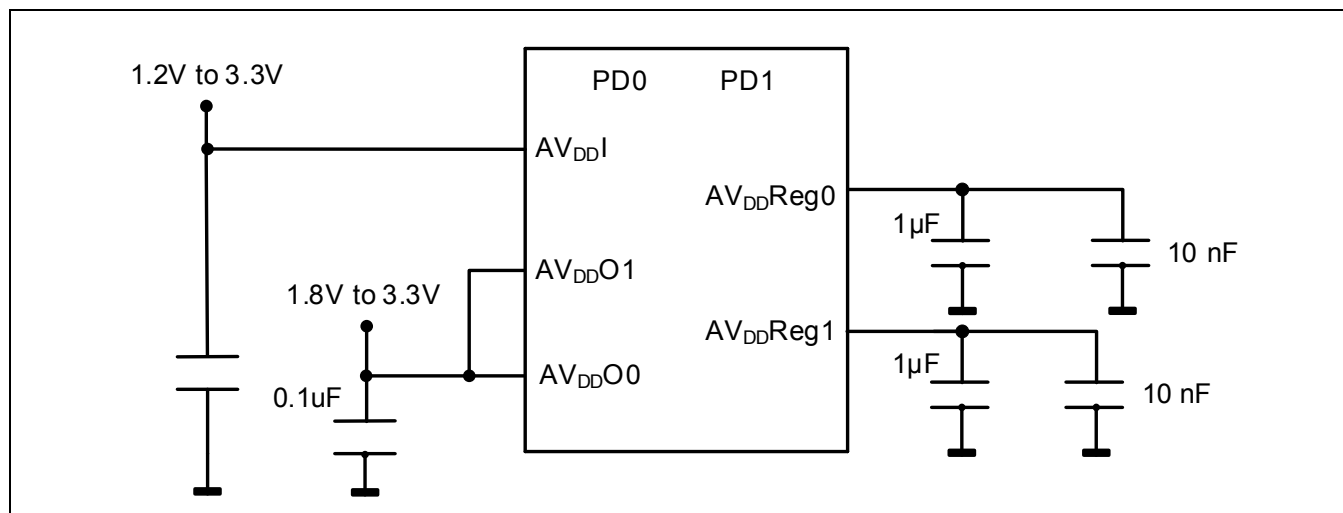 1.2V to 3.3V
PD0 PD1
AVDDI
AVDDReg0
1µF
10 nF
AVDDO1
1.8V to 3.3V
AVDDReg1
AVDDO0
1µF
0.1uF
10 nF